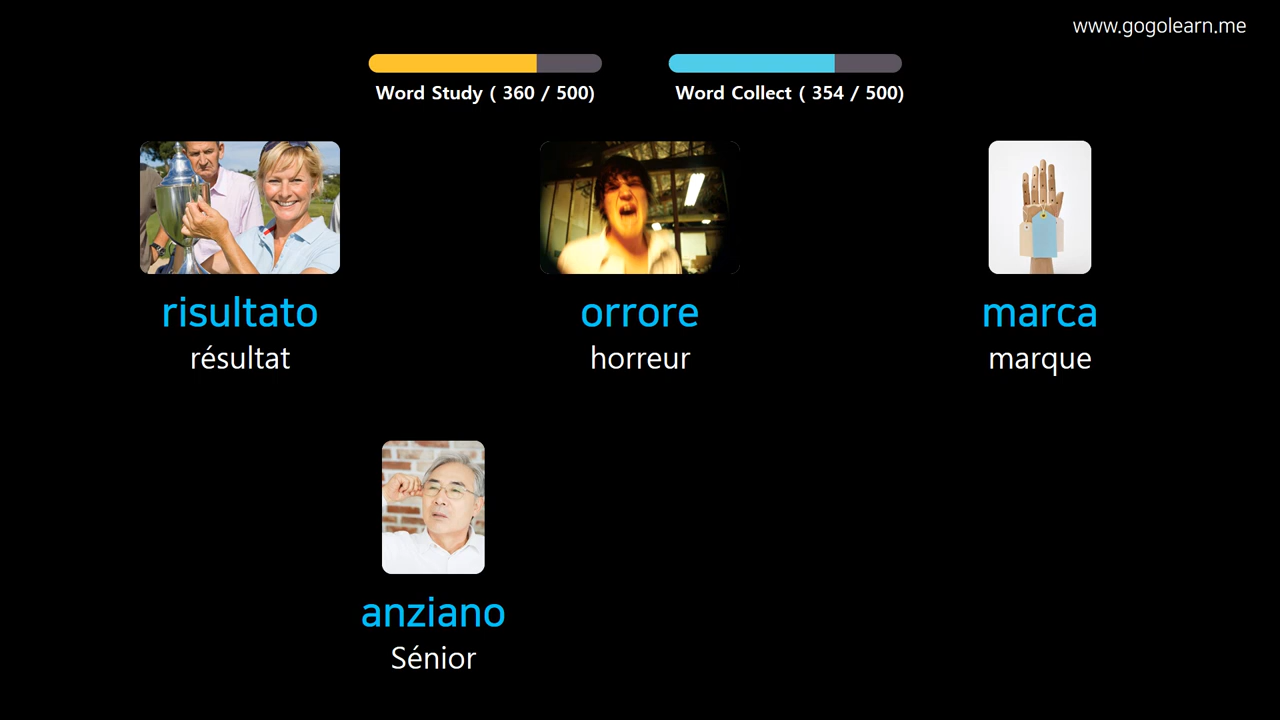 www.gogolearn.me
Word Study ( 360 / 500)
Word Collect ( 354 / 500)
risultato
résultat
orrore
horreur
marca
marque
anziano
Sénior